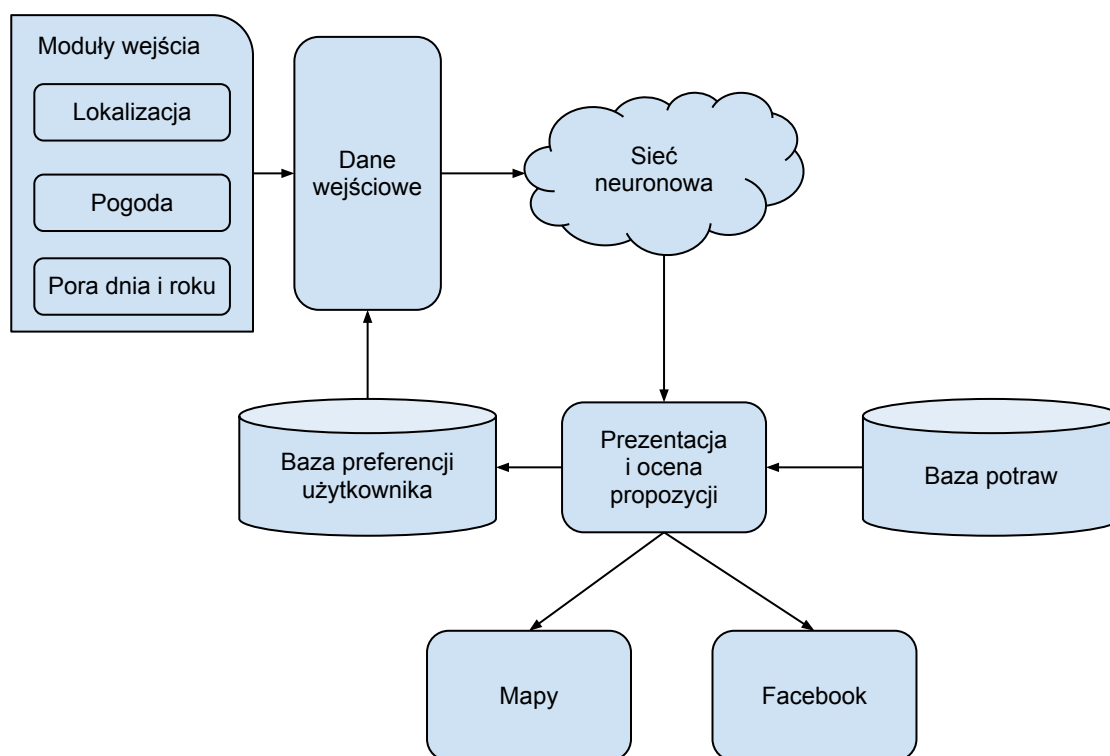 Moduły wejścia
Lokalizacja
Pogoda
Pora dnia i roku
Dane
wejściowe
Sieć
neuronowa
Baza preferencji
użytkownika
Prezentacja
i ocena
propozycji
Baza potraw
Mapy
Facebook